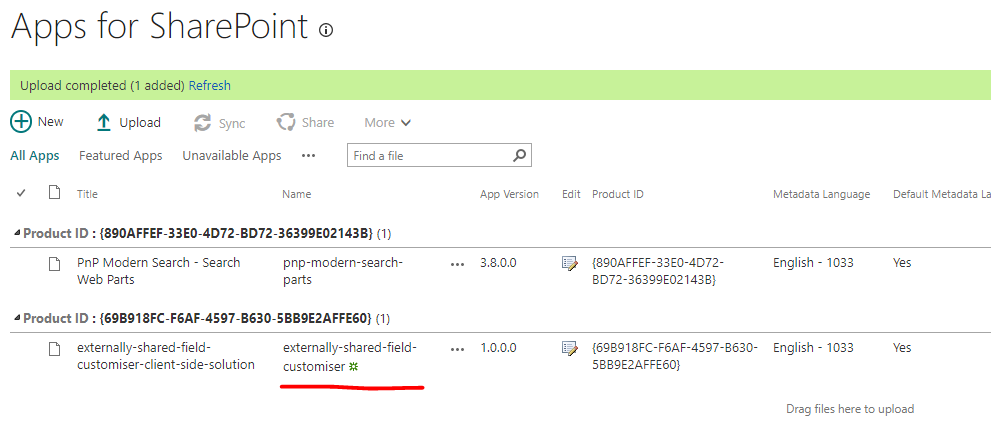 Apps for SharePoint
Upload completed (1 added) Refresh
New Upload Sync Share More
All Apps Featured Apps Unavailable Apps ••• Find a file
Title Name App Version Edit Product ID Metadata Language Default Metadata La
Product ID : {890AFFEF-33E0-4D72-BD72-36399E02143B} (1)
PnP Modern Search - Search pnp-modern-search- ••• 3.8.0.0 {890AFFEF-33E0-4D72- English - 1033 Yes
Web Parts parts BD72-36399E02143B}
Product ID : {69B918FC-F6AF-4597-B630-5BB9E2AFFE60} (1)
externally-shared-field- externally-shared-field- ••• 1.0.0.0 {69B918FC-F6AF-4597-B630- English - 1033 Yes
customiser-client-side-solution customiser 5BB9E2AFFE60}
Drag files here to upload